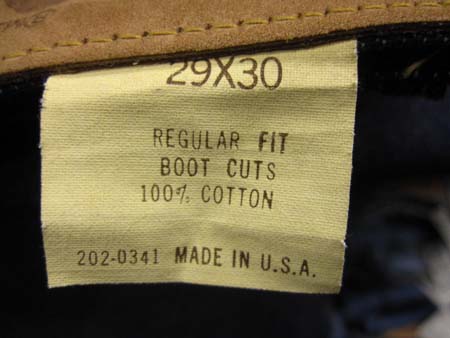 29X30
REGULAR FIT
BOOT CUTS
100% COTTON
202-0341 MADE IN U.S.A.